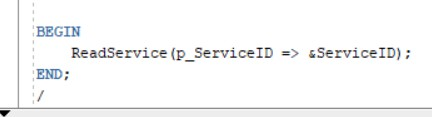 BEGIN
ReadService(p_ServiceID => &ServiceID);
END;
/